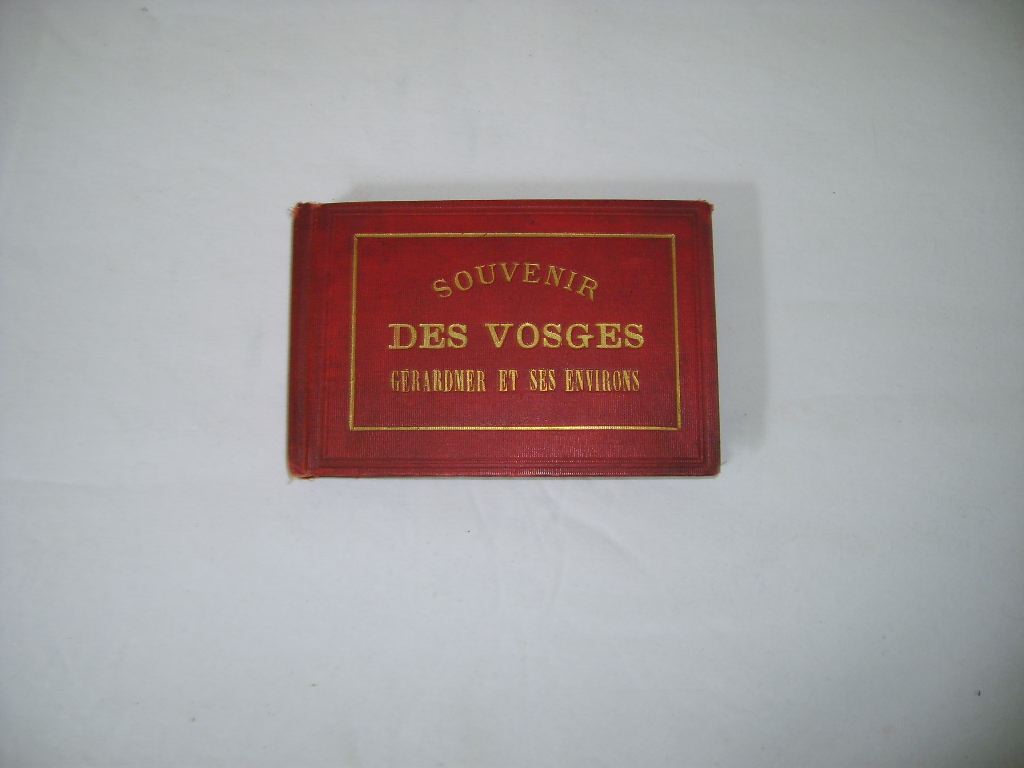 SOUVENIR
DES VOSGES
GÉRARDMER ET SES ENVIRONS